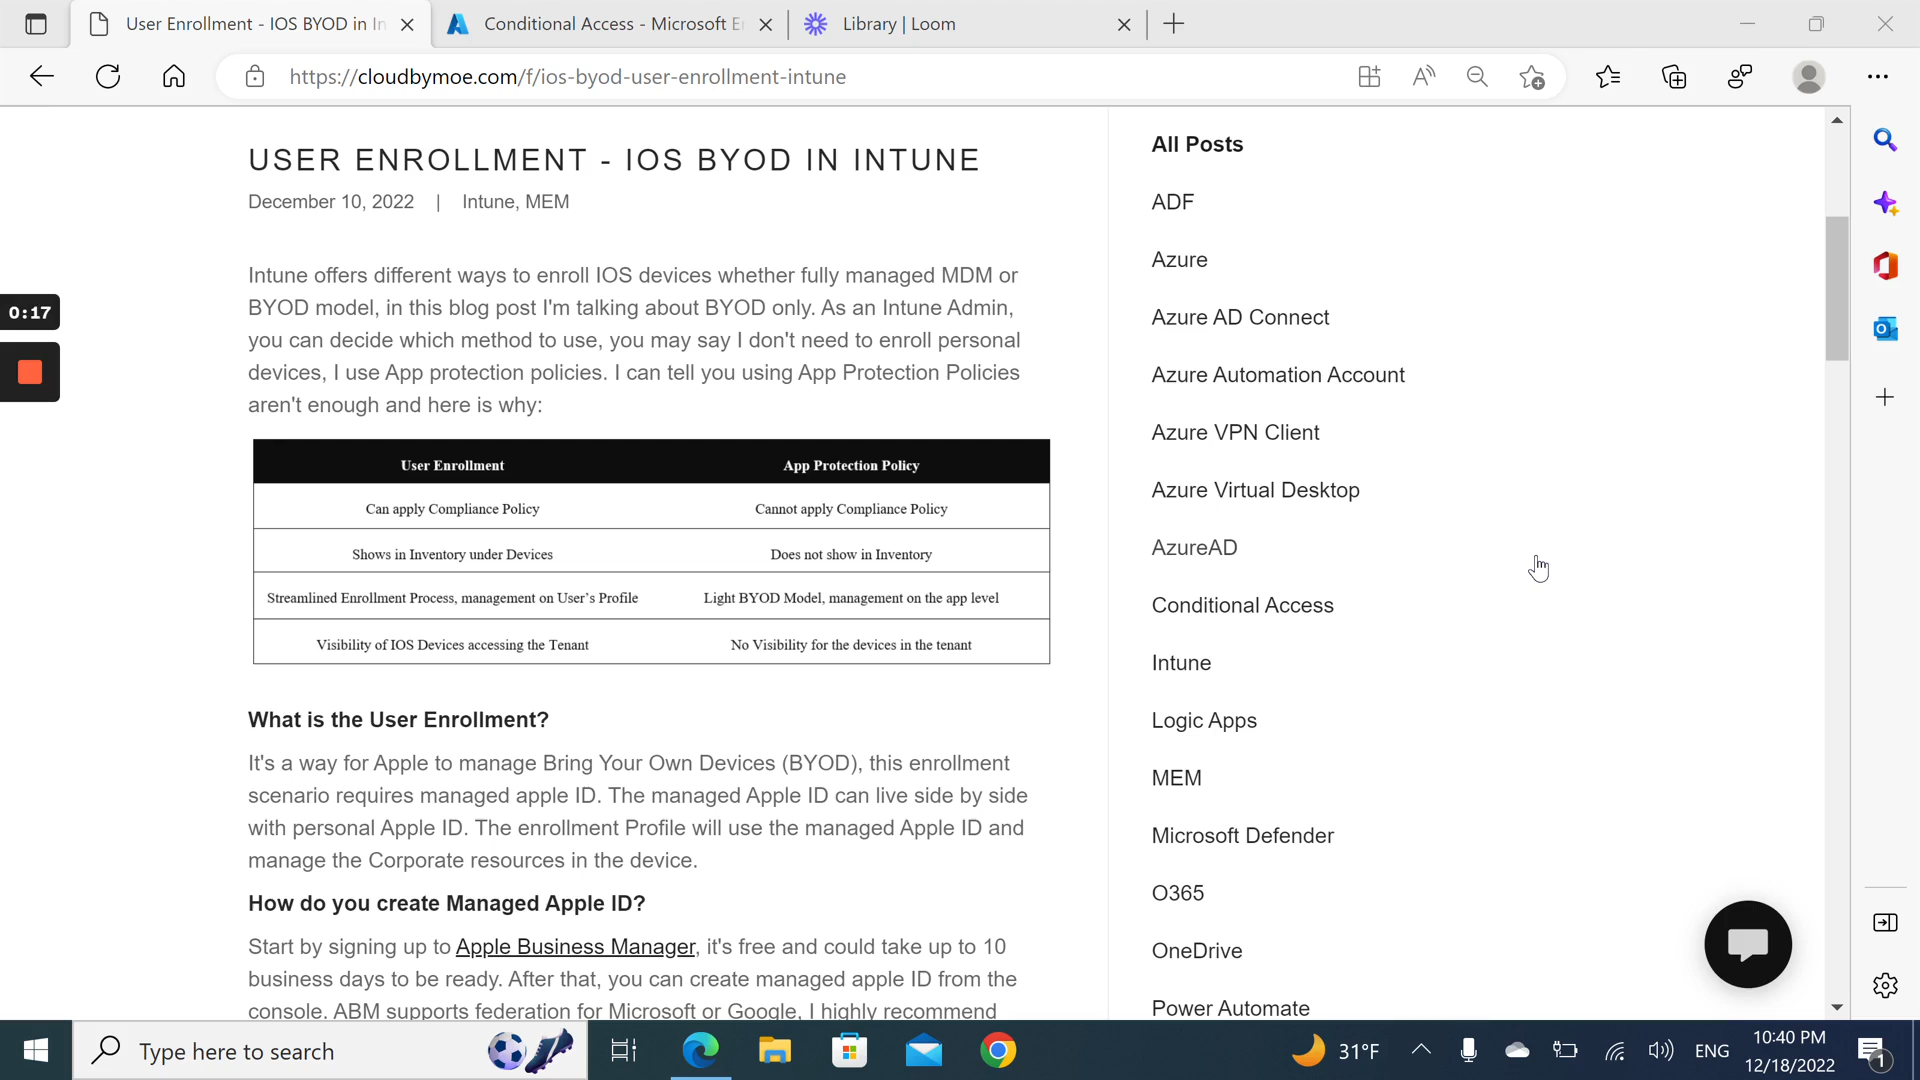 User Enrollment - IOS BYOD in In
Conditional Access - Microsoft E
Library | Loom
https://cloudbymoe.com/f/ios-byod-user-enrollment-intune
0:17
USER ENROLLMENT - IOS BYOD IN INTUNE
December 10, 2022 | Intune, MEM
Intune offers different ways to enroll IOS devices whether fully managed MDM or
BYOD model, in this blog post I'm talking about BYOD only. As an Intune Admin,
you can decide which method to use, you may say I don't need to enroll personal
devices, I use App protection policies. I can tell you using App Protection Policies
aren't enough and here is why:
User Enrollment App Protection Policy
Can apply Compliance Policy Cannot apply Compliance Policy
Shows in Inventory under Devices Does not show in Inventory
Streamlined Enrollment Process, management on User's Profile Light BYOD Model, management on the app level
Visibility of IOS Devices accessing the Tenant No Visibility for the devices in the tenant
What is the User Enrollment?
It's a way for Apple to manage Bring Your Own Devices (BYOD), this enrollment
scenario requires managed apple ID. The managed Apple ID can live side by side
with personal Apple ID. The enrollment Profile will use the managed Apple ID and
manage the Corporate resources in the device.
How do you create Managed Apple ID?
Start by signing up to Apple Business Manager, it's free and could take up to 10
business days to be ready. After that, you can create managed apple ID from the
console. ABM supports federation for Microsoft or Google, I highly recommend
All Posts
ADF
Azure
Azure AD Connect
Azure Automation Account
Azure VPN Client
Azure Virtual Desktop
AzureAD
Conditional Access
Intune
Logic Apps
MEM
Microsoft Defender
O365
OneDrive
Power Automate
Type here to search
31°F
ENG
10:40 PM
12/18/2022
1